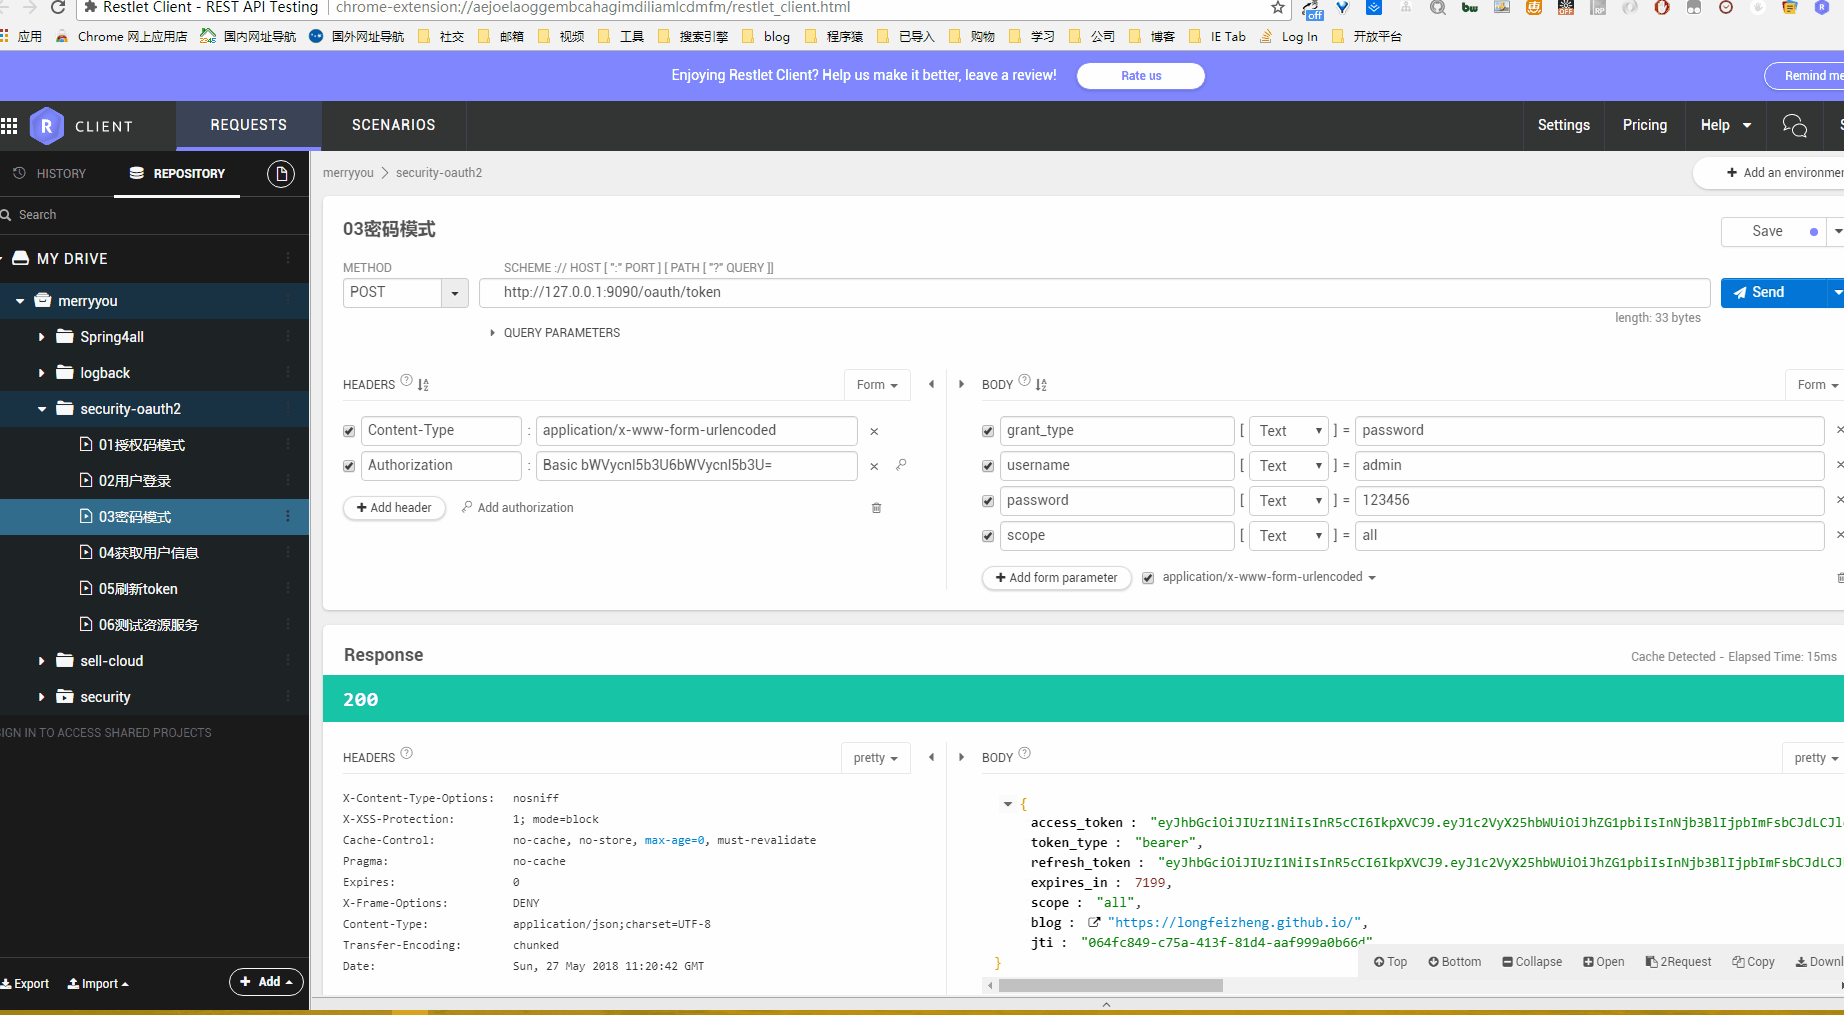 Restlet Client - REST API Testing
chrome-extension://aejoelaoggembcahagimdiliamlcdmfm/restlet_client.html
off
bw
OFF
RP
应用 Chrome 网上应用店 国内网址导航 国外网址导航 社交 邮箱 视频 工具 搜索引擎 blog 程序猿 已导入 购物 学习 公司 博客 IE Tab Log In 开放平台
Enjoying Restlet Client? Help us make it better, leave a review! Rate us Remind me
R CLIENT REQUESTS SCENARIOS Settings Pricing Help S
HISTORY REPOSITORY
Search
MY DRIVE
merryyou
Spring4all
logback
security-oauth2
01授权码模式
02用户登录
03密码模式
04获取用户信息
05刷新token
06测试资源服务
sell-cloud
security
SIGN IN TO ACCESS SHARED PROJECTS
Export Import + Add
merryyou > security-oauth2 + Add an environmen
03密码模式 Save
METHOD SCHEME :// HOST [ ":" PORT ] [ PATH [ "?" QUERY ]]
POST http://127.0.0.1:9090/oauth/token Send
length: 33 bytes
QUERY PARAMETERS
HEADERS ? Form
Content-Type : application/x-www-form-urlencoded ×
Authorization : Basic bWVycnl5b3U6bWVycnl5b3U= ×
+ Add header Add authorization
BODY ? Form
grant_type [ Text ] = password ×
username [ Text ] = admin ×
password [ Text ] = 123456 ×
scope [ Text ] = all ×
+ Add form parameter application/x-www-form-urlencoded
Response Cache Detected - Elapsed Time: 15ms
200
HEADERS ? pretty
X-Content-Type-Options: nosniff
X-XSS-Protection: 1; mode=block
Cache-Control: no-cache, no-store, max-age=0, must-revalidate
Pragma: no-cache
Expires: 0
X-Frame-Options: DENY
Content-Type: application/json;charset=UTF-8
Transfer-Encoding: chunked
Date: Sun, 27 May 2018 11:20:42 GMT
BODY ? pretty
{
access_token : "eyJhbGciOiJIUzI1NiIsInR5cCI6IkpXVCJ9.eyJ1c2VyX25hbWUiOiJhZG1pbiIsInNjb3BlIjpbImFsbCJdLCJl
token_type : "bearer",
refresh_token : "eyJhbGciOiJIUzI1NiIsInR5cCI6IkpXVCJ9.eyJ1c2VyX25hbWUiOiJhZG1pbiIsInNjb3BlIjpbImFsbCJdLCJ
expires_in : 7199,
scope : "all",
blog : "https://longfeizheng.github.io/",
jti : "064fc849-c75a-413f-81d4-aaf999a0b66d"
}
Top Bottom Collapse Open 2Request Copy Downl